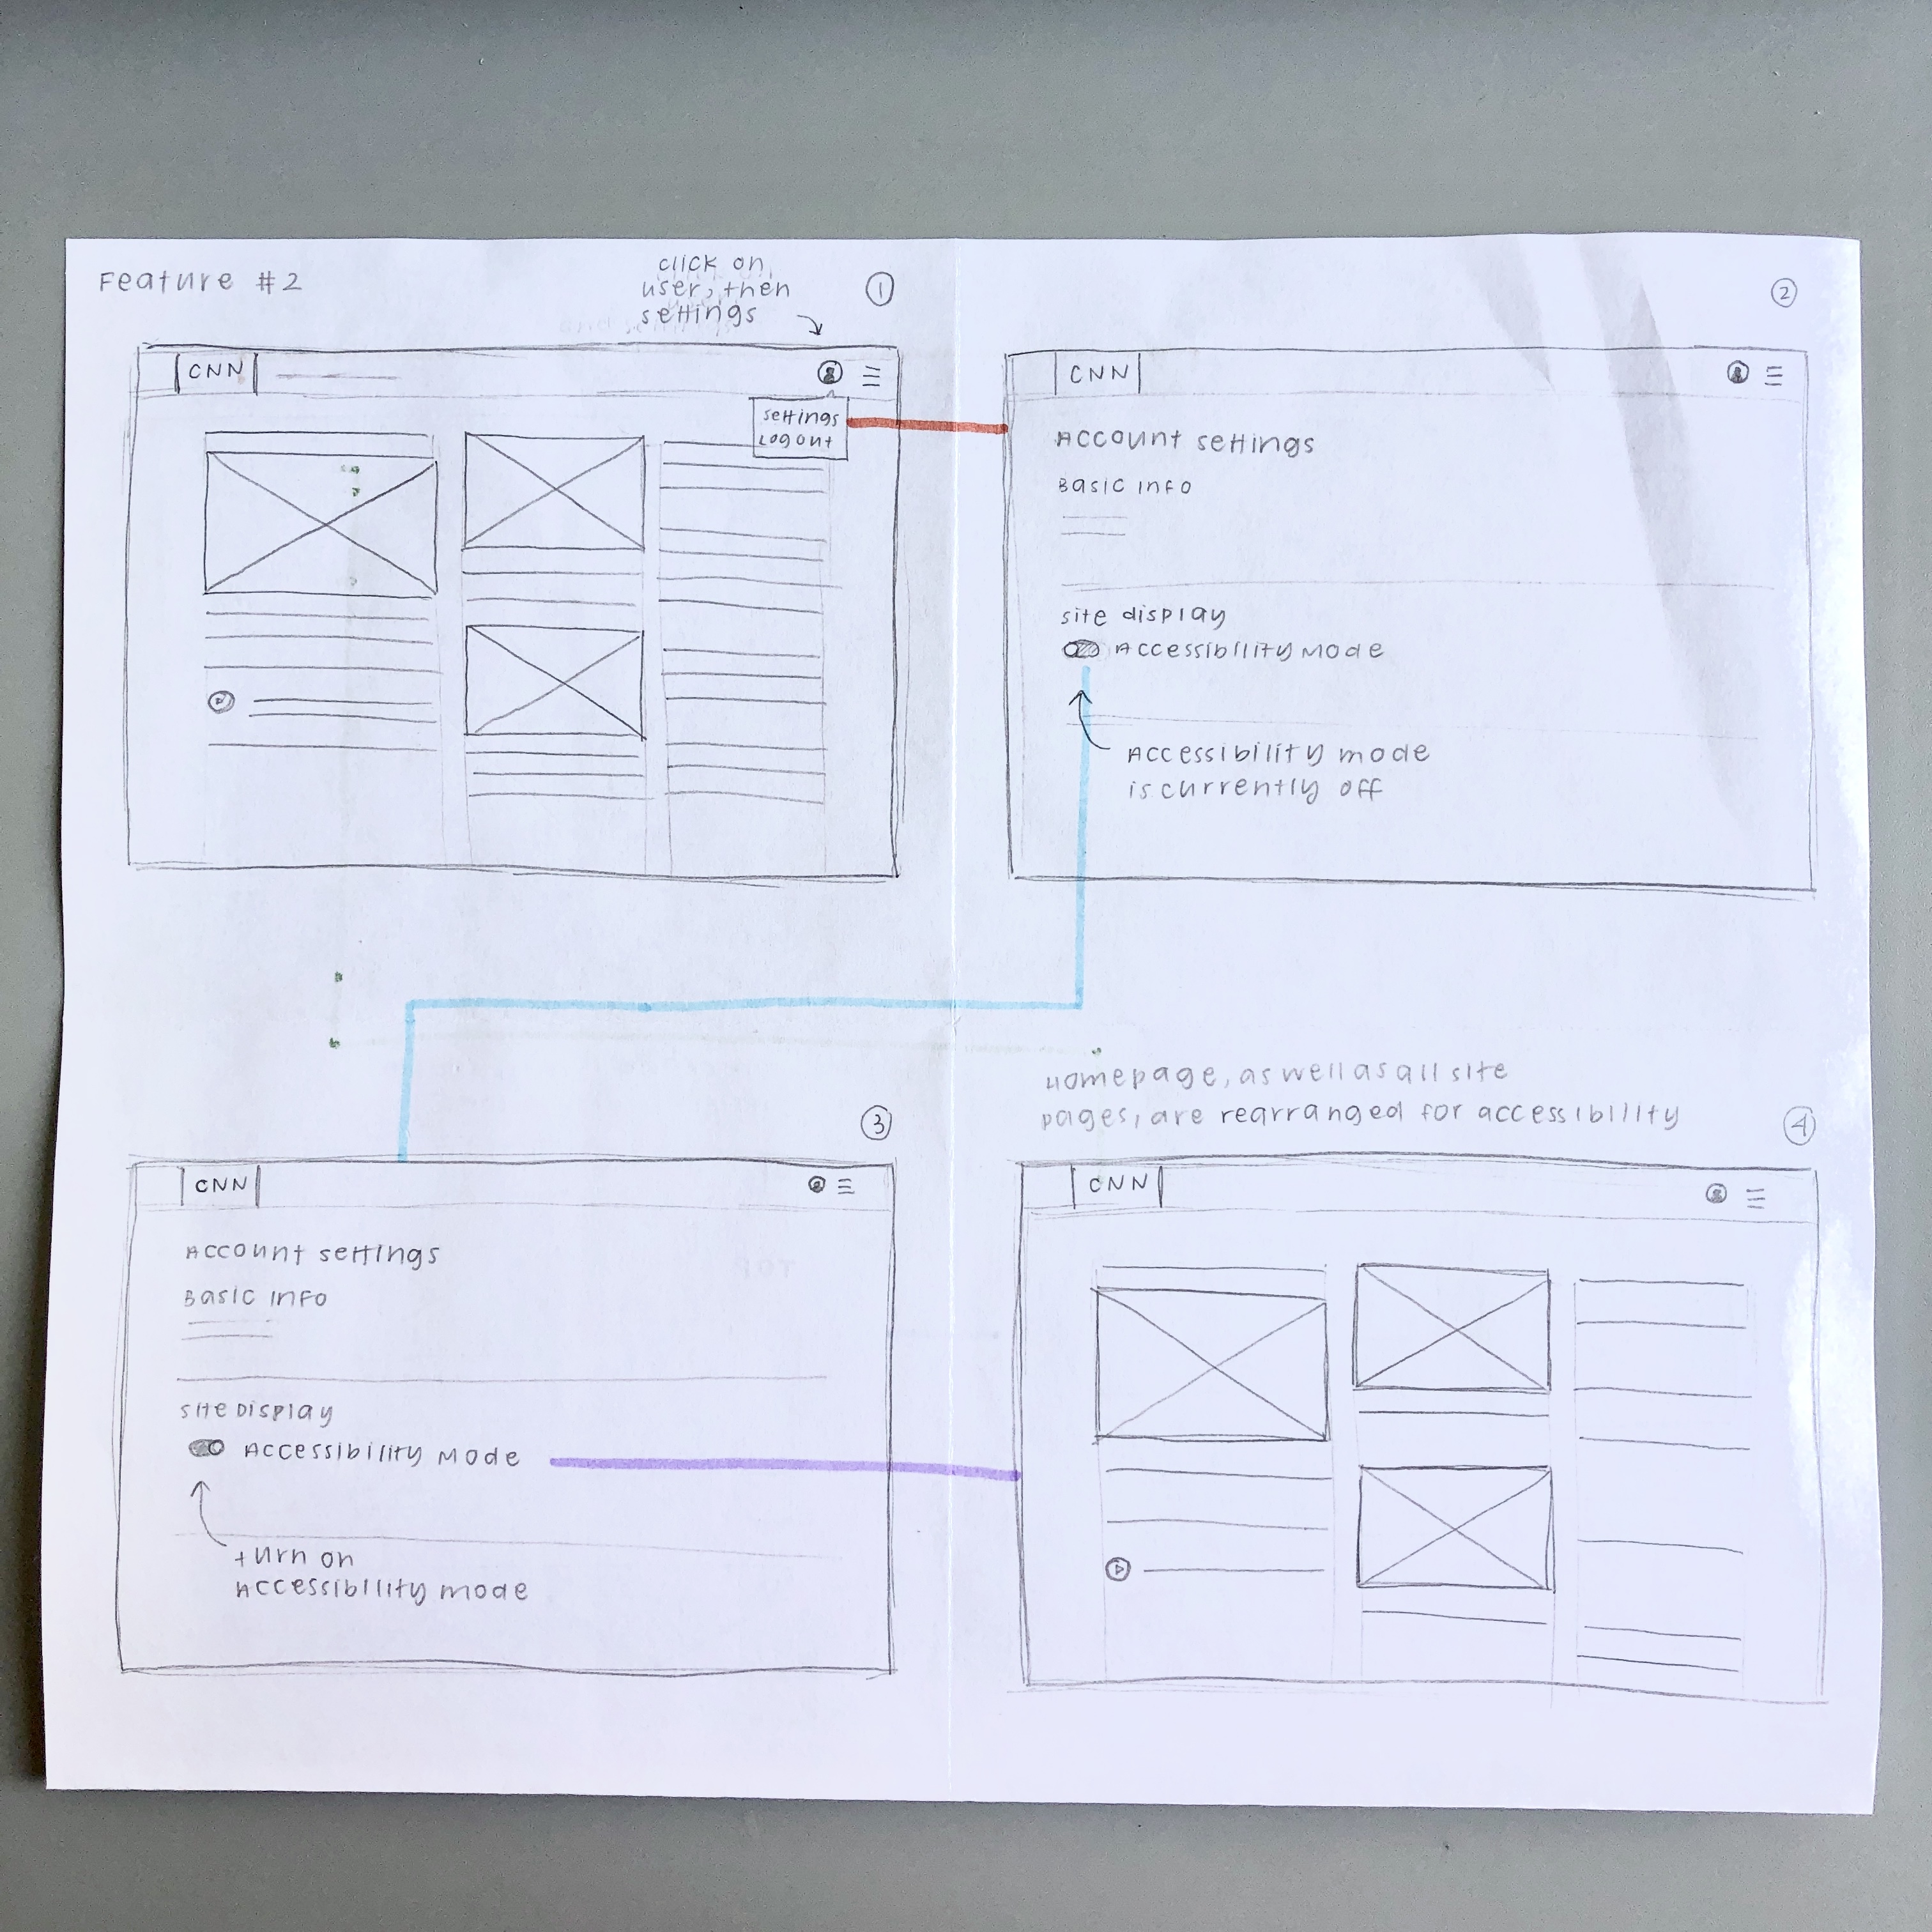 Feature #2
click on
user, then
settings
1
CNN
settings
Logout
2
CNN
Account settings
Basic info
site display
Accessibility Mode
Accessibility mode
is currently off
3
CNN
Account settings
Basic info
site Display
Accessibility Mode
turn on
Accessibility mode
Homepage, as well as all site
pages, are rearranged for accessibility
4
CNN